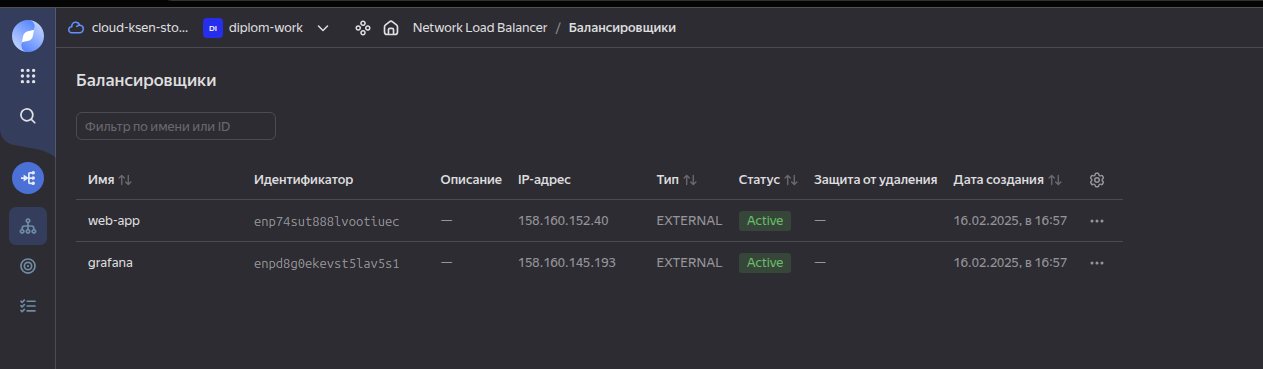 cloud-ksen-sto... DI diplom-work Network Load Balancer / Балансировщики
Балансировщики
Фильтр по имени или ID
Имя Идентификатор Описание IP-адрес Тип Статус Защита от удаления Дата создания
web-app enp74sut888lvootiuec — 158.160.152.40 EXTERNAL Active — 16.02.2025, в 16:57
grafana enpd8g0ekevst5lav5s1 — 158.160.145.193 EXTERNAL Active — 16.02.2025, в 16:57